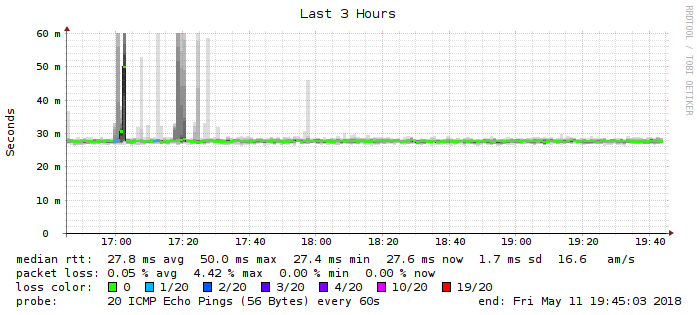 Last 3 Hours
RRDTOOL / TOBI OETIKER
Seconds
60 m
50 m
40 m
30 m
20 m
10 m
0
17:00 17:20 17:40 18:00 18:20 18:40 19:00 19:20 19:40
median rtt: 27.8 ms avg 50.0 ms max 27.4 ms min 27.6 ms now 1.7 ms sd 16.6 am/s
packet loss: 0.05 % avg 4.42 % max 0.00 % min 0.00 % now
loss color: 0 1/20 2/20 3/20 4/20 10/20 19/20
probe: 20 ICMP Echo Pings (56 Bytes) every 60s end: Fri May 11 19:45:03 2018